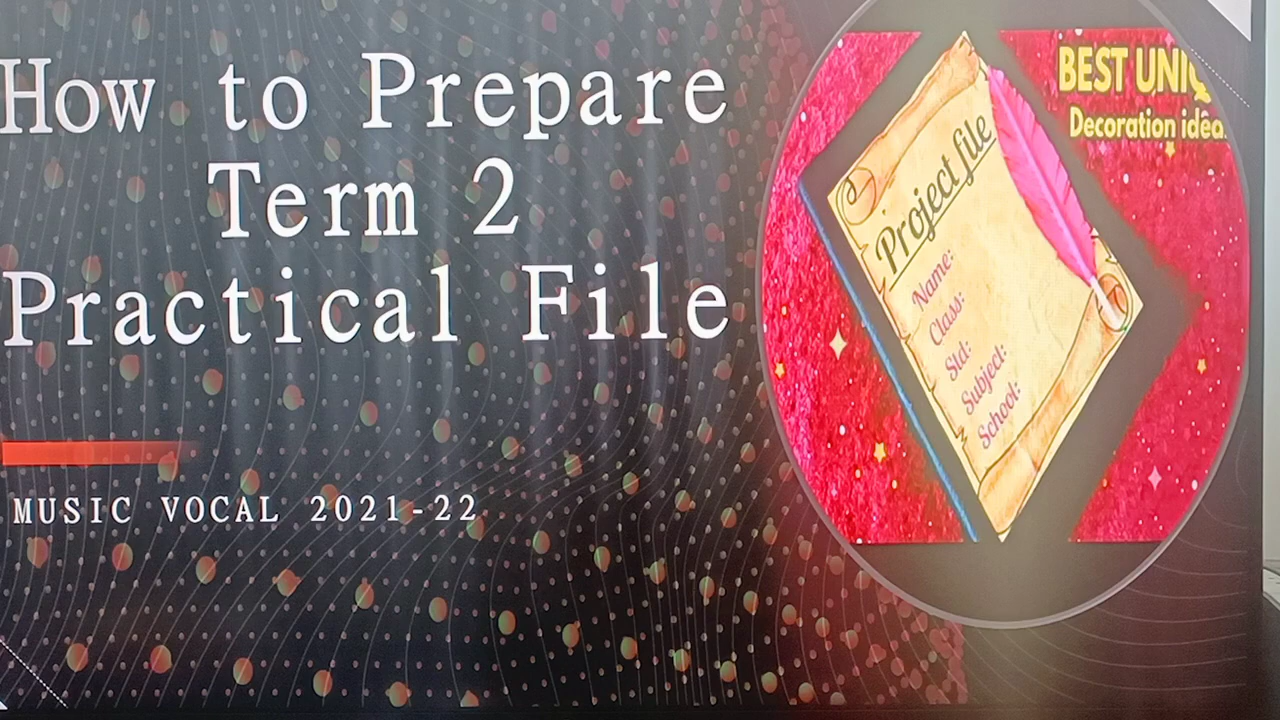 How to Prepare
Term 2
Practical File
MUSIC VOCAL 2021-22
BEST UNIQ
Decoration idea.
Project file
Name:
Class:
Std:
Subject:
School: